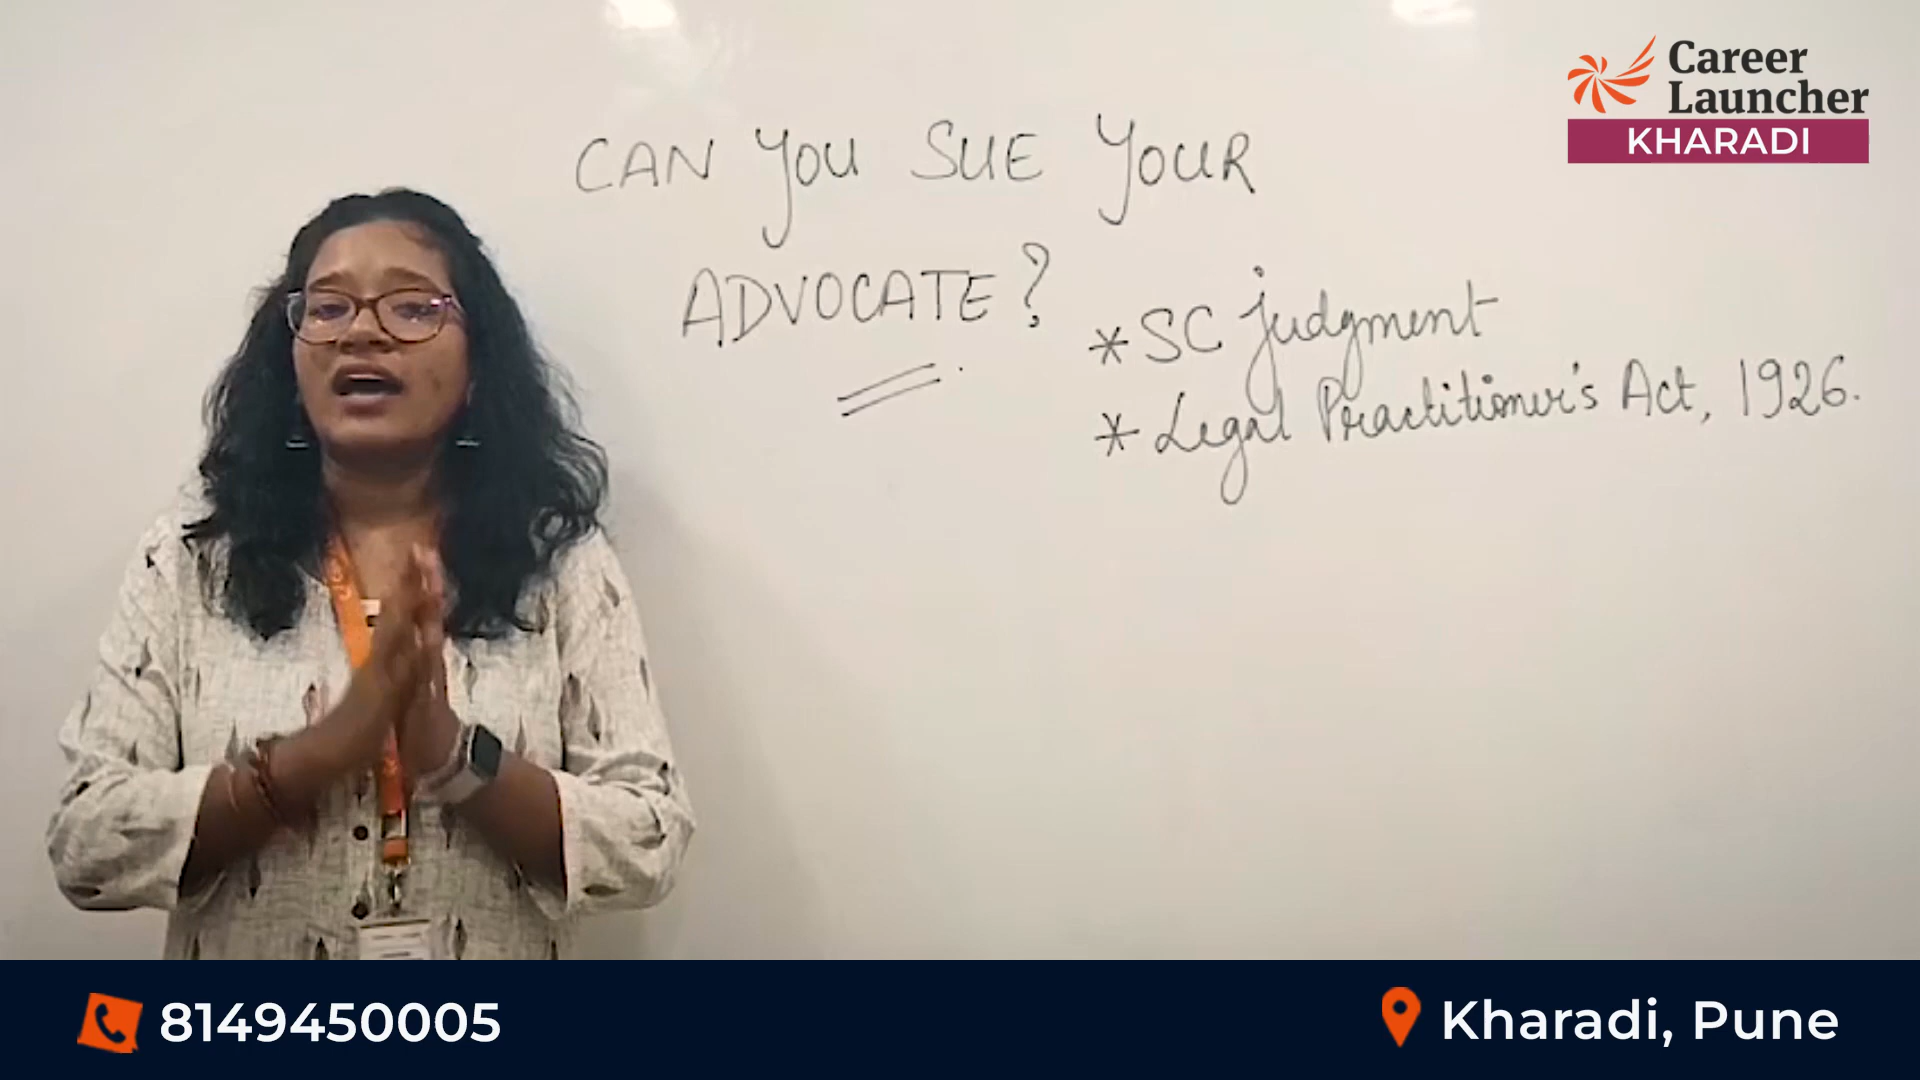 Career
Launcher
KHARADI
CAN YOU SUE YOUR
ADVOCATE?
* SC Judgment
* Legal Practitioner's Act, 1926.
8149450005
Kharadi, Pune